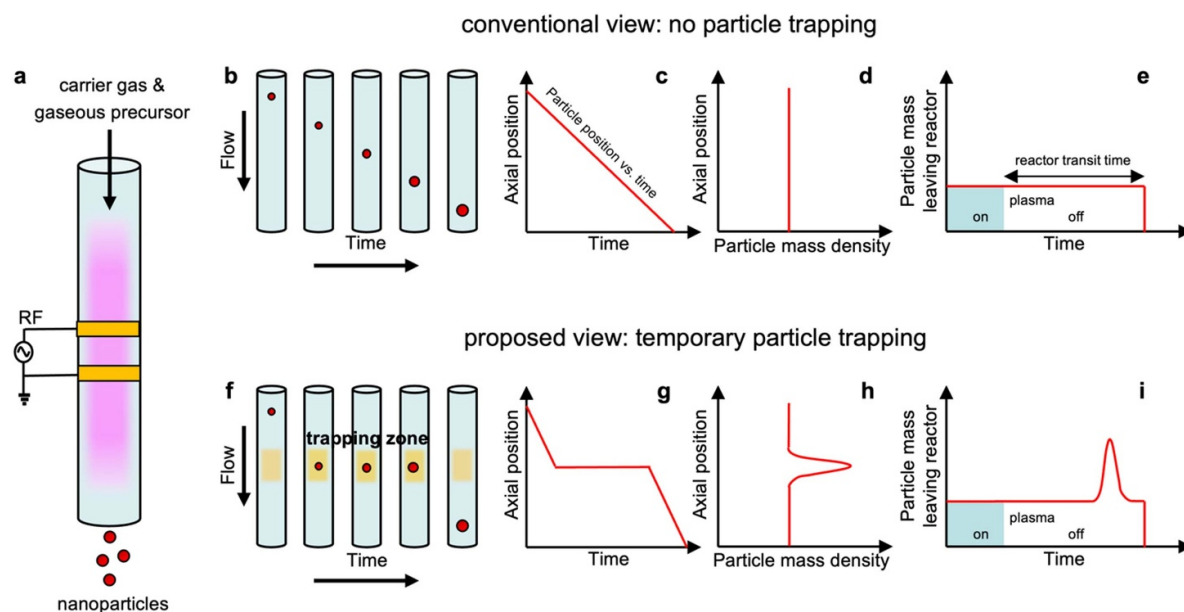 conventional view: no particle trapping
a
carrier gas &
gaseous precursor
RF
nanoparticles
b
Flow
Time
c
Axial position
Particle position vs. time
Time
d
Axial position
Particle mass density
e
Particle mass
leaving reactor
reactor transit time
plasma
on
off
Time
proposed view: temporary particle trapping
f
Flow
trapping zone
Time
g
Axial position
Time
h
Axial position
Particle mass density
i
Particle mass
leaving reactor
plasma
on
off
Time